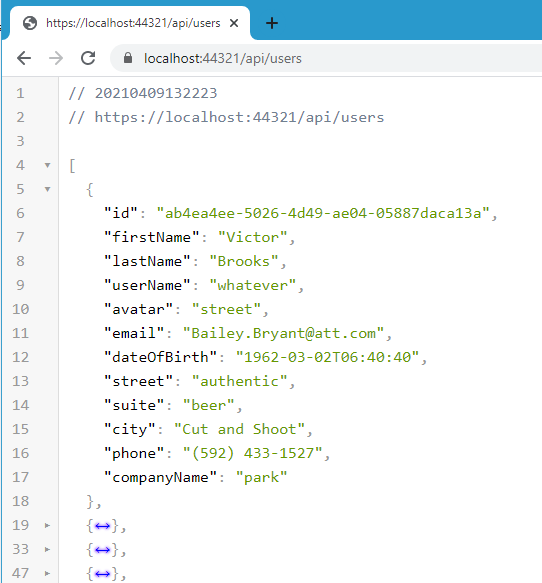 https://localhost:44321/api/users
localhost:44321/api/users
1 // 20210409132223
2 // https://localhost:44321/api/users
3
4 [
5 {
6 "id": "ab4ea4ee-5026-4d49-ae04-05887daca13a",
7 "firstName": "Victor",
8 "lastName": "Brooks",
9 "userName": "whatever",
10 "avatar": "street",
11 "email": "Bailey.Bryant@att.com",
12 "dateOfBirth": "1962-03-02T06:40:40",
13 "street": "authentic",
14 "suite": "beer",
15 "city": "Cut and Shoot",
16 "phone": "(592) 433-1527",
17 "companyName": "park"
18 },
19 {↔},
33 {↔},
47 {↔},